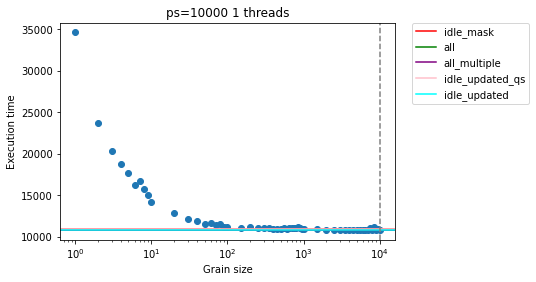 ps=10000 1 threads
Execution time
35000
30000
25000
20000
15000
10000
10^0
10^1
10^2
10^3
10^4
Grain size
idle_mask
all
all_multiple
idle_updated_qs
idle_updated